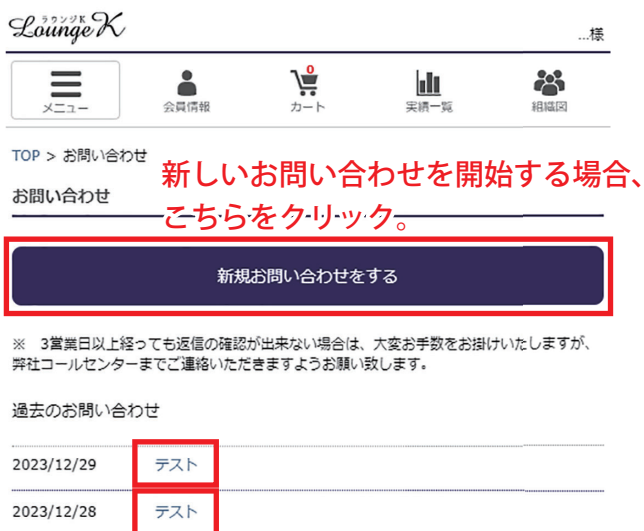 ラウンジK
Lounge K
...様
0
メニュー
会員情報
カート
実績一覧
組織図
TOP > お問い合わせ
新しいお問い合わせを開始する場合、
お問い合わせ
こちらをクリック。
新規お問い合わせをする
※　3営業日以上経っても返信の確認が出来ない場合は、大変お手数をお掛けいたしますが、
弊社コールセンターまでご連絡いただきますようお願い致します。
過去のお問い合わせ
2023/12/29 テスト
2023/12/28 テスト